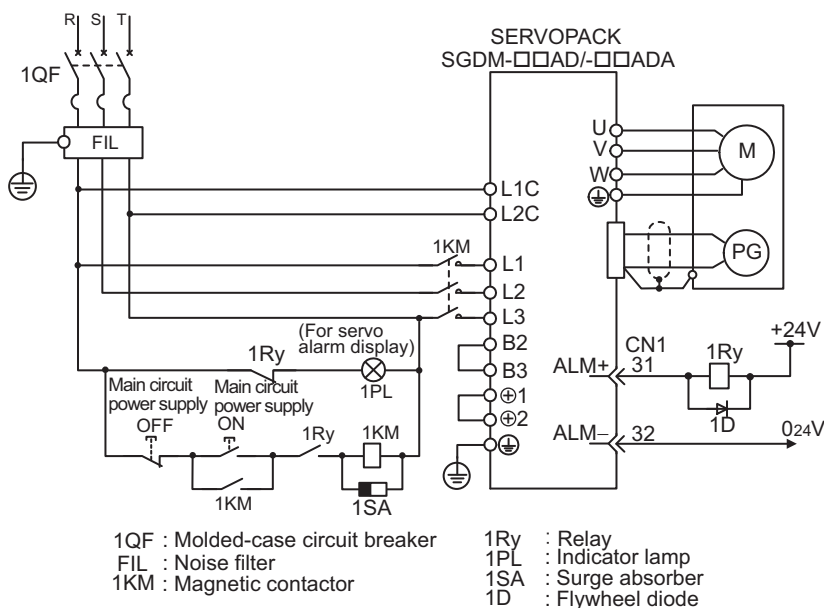 R S T
1QF
FIL
SERVOPACK
SGDM-□□AD/-□□ADA
U
V
W
M
L1C
L2C
PG
1KM
L1
L2
L3
(For servo
alarm display)
1Ry
1PL
B2
B3
⊕1
⊕2
CN1
ALM+
31
1Ry
+24V
1D
ALM−
32
024V
Main circuit
power supply
OFF
Main circuit
power supply
ON
1KM
1Ry
1KM
1SA
1QF : Molded-case circuit breaker
FIL : Noise filter
1KM : Magnetic contactor
1Ry : Relay
1PL : Indicator lamp
1SA : Surge absorber
1D : Flywheel diode